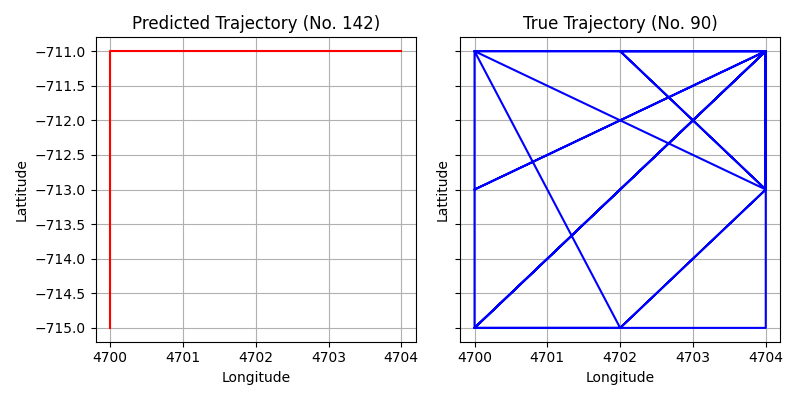 Predicted Trajectory (No. 142)
True Trajectory (No. 90)
Lattitude
−711.0
−711.5
−712.0
−712.5
−713.0
−713.5
−714.0
−714.5
−715.0
4700 4701 4702 4703 4704
Longitude
Lattitude
4700 4701 4702 4703 4704
Longitude